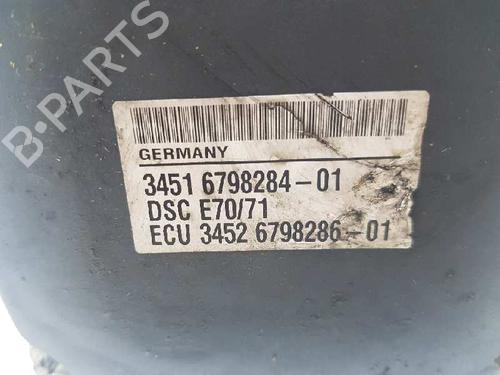 B-PARTS
GERMANY
3451 6798284-01
DSC E70/71
ECU 3452 6798286-01